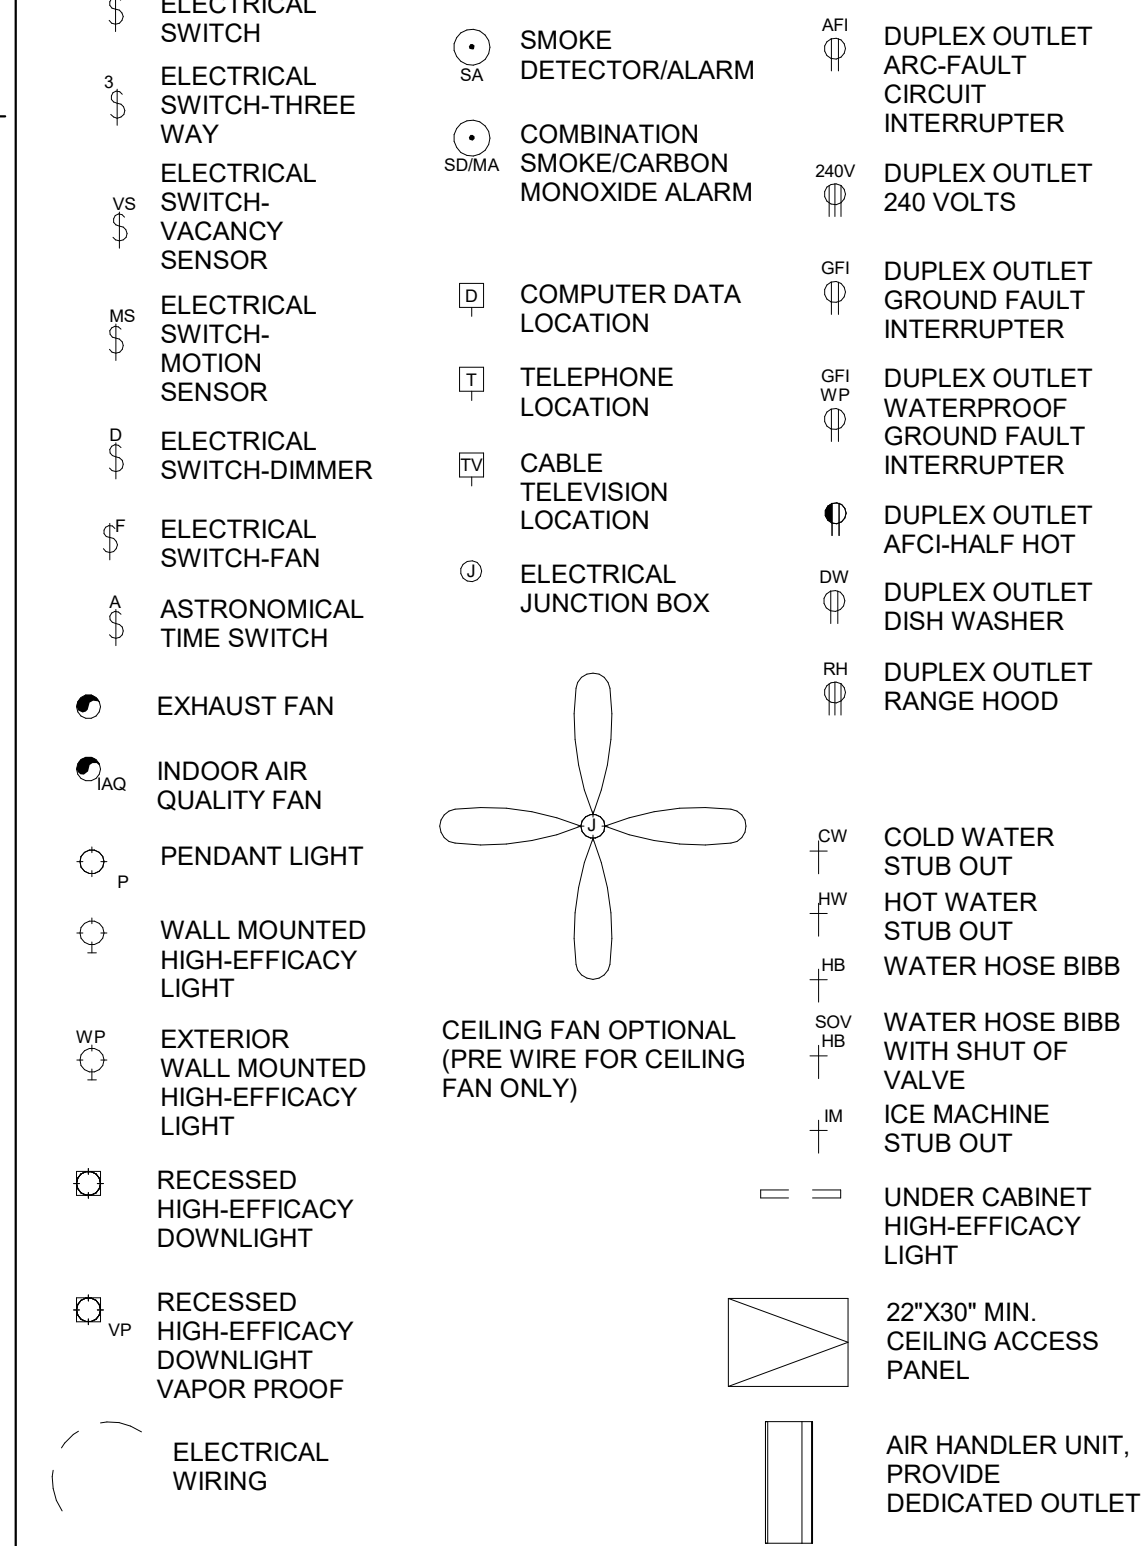 ELECTRICAL
SWITCH
3
ELECTRICAL
SWITCH-THREE
WAY
VS
ELECTRICAL
SWITCH-
VACANCY
SENSOR
MS
ELECTRICAL
SWITCH-
MOTION
SENSOR
D
ELECTRICAL
SWITCH-DIMMER
F
ELECTRICAL
SWITCH-FAN
A
ASTRONOMICAL
TIME SWITCH
EXHAUST FAN
IAQ
INDOOR AIR
QUALITY FAN
P
PENDANT LIGHT
WALL MOUNTED
HIGH-EFFICACY
LIGHT
WP
EXTERIOR
WALL MOUNTED
HIGH-EFFICACY
LIGHT
RECESSED
HIGH-EFFICACY
DOWNLIGHT
VP
RECESSED
HIGH-EFFICACY
DOWNLIGHT
VAPOR PROOF
ELECTRICAL
WIRING
SA
SMOKE
DETECTOR/ALARM
SD/MA
COMBINATION
SMOKE/CARBON
MONOXIDE ALARM
D
COMPUTER DATA
LOCATION
T
TELEPHONE
LOCATION
TV
CABLE
TELEVISION
LOCATION
J
ELECTRICAL
JUNCTION BOX
J
CEILING FAN OPTIONAL
(PRE WIRE FOR CEILING
FAN ONLY)
AFI
DUPLEX OUTLET
ARC-FAULT
CIRCUIT
INTERRUPTER
240V
DUPLEX OUTLET
240 VOLTS
GFI
DUPLEX OUTLET
GROUND FAULT
INTERRUPTER
GFI
WP
DUPLEX OUTLET
WATERPROOF
GROUND FAULT
INTERRUPTER
DUPLEX OUTLET
AFCI-HALF HOT
DW
DUPLEX OUTLET
DISH WASHER
RH
DUPLEX OUTLET
RANGE HOOD
CW
COLD WATER
STUB OUT
HW
HOT WATER
STUB OUT
HB
WATER HOSE BIBB
SOV
HB
WATER HOSE BIBB
WITH SHUT OF
VALVE
IM
ICE MACHINE
STUB OUT
UNDER CABINET
HIGH-EFFICACY
LIGHT
22"X30" MIN.
CEILING ACCESS
PANEL
AIR HANDLER UNIT,
PROVIDE
DEDICATED OUTLET